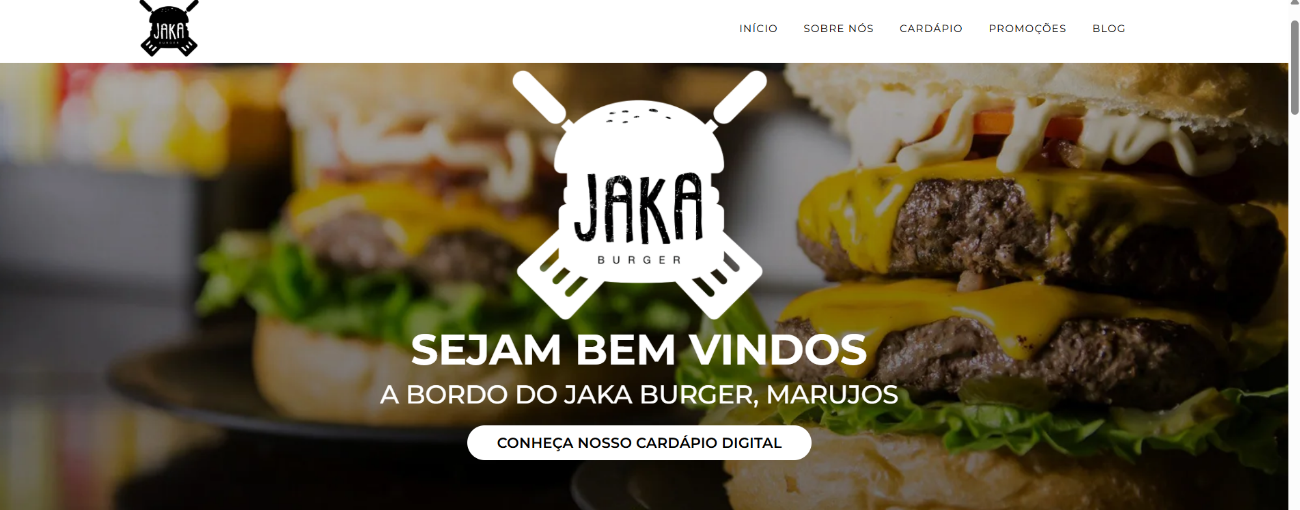 JAKA
BURGER
INÍCIO
SOBRE NÓS
CARDÁPIO
PROMOÇÕES
BLOG
JAKA
BURGER
SEJAM BEM VINDOS
A BORDO DO JAKA BURGER, MARUJOS
CONHEÇA NOSSO CARDÁPIO DIGITAL